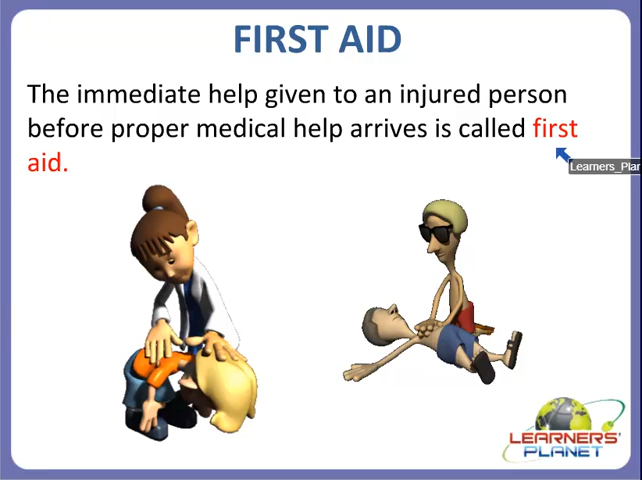 FIRST AID
The immediate help given to an injured person
before proper medical help arrives is called first
aid.
Learners_Plan
LEARNERS'
PLANET